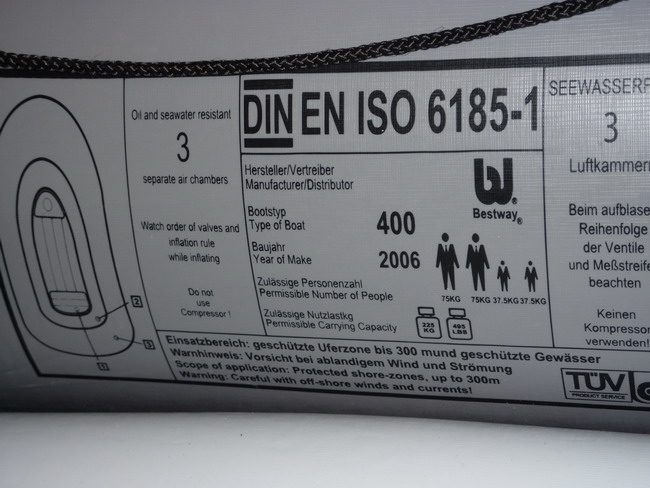 Oil and seawater resistant
3
separate air chambers
Watch order of valves and
inflation rule
while inflating
Do not
use
Compressor !
2
3
1
DIN EN ISO 6185-1
Hersteller/Vertreiber
Manufacturer/Distributor
Bestway®
Bootstyp
Type of Boat 400
Baujahr
Year of Make 2006
Zulässige Personenzahl
Permissible Number of People
75KG 75KG 37.5KG 37.5KG
Zulässige Nutzlastkg
Permissible Carrying Capacity
225 KG 495 LBS
Einsatzbereich: geschützte Uferzone bis 300 mund geschützte Gewässer
Warnhinweis: Vorsicht bei ablandigem Wind und Strömung
Scope of application: Protected shore-zones, up to 300m
Warning: Careful with off-shore winds and currents!
TÜV
PRODUCT SERVICE
SEEWASSERF
3
Luftkammern
Beim aufblase
Reihenfolge
der Ventile
und Meßstreife
beachten
Keinen
Kompressor
verwenden!